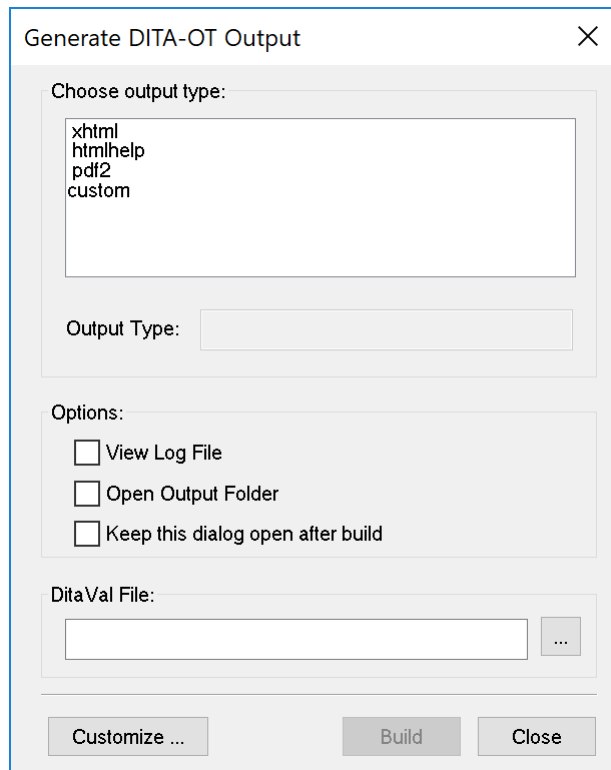 Generate DITA-OT Output
Choose output type:
xhtml
htmlhelp
pdf2
custom
Output Type:
Options:
View Log File
Open Output Folder
Keep this dialog open after build
DitaVal File:
...
Customize ...
Build
Close